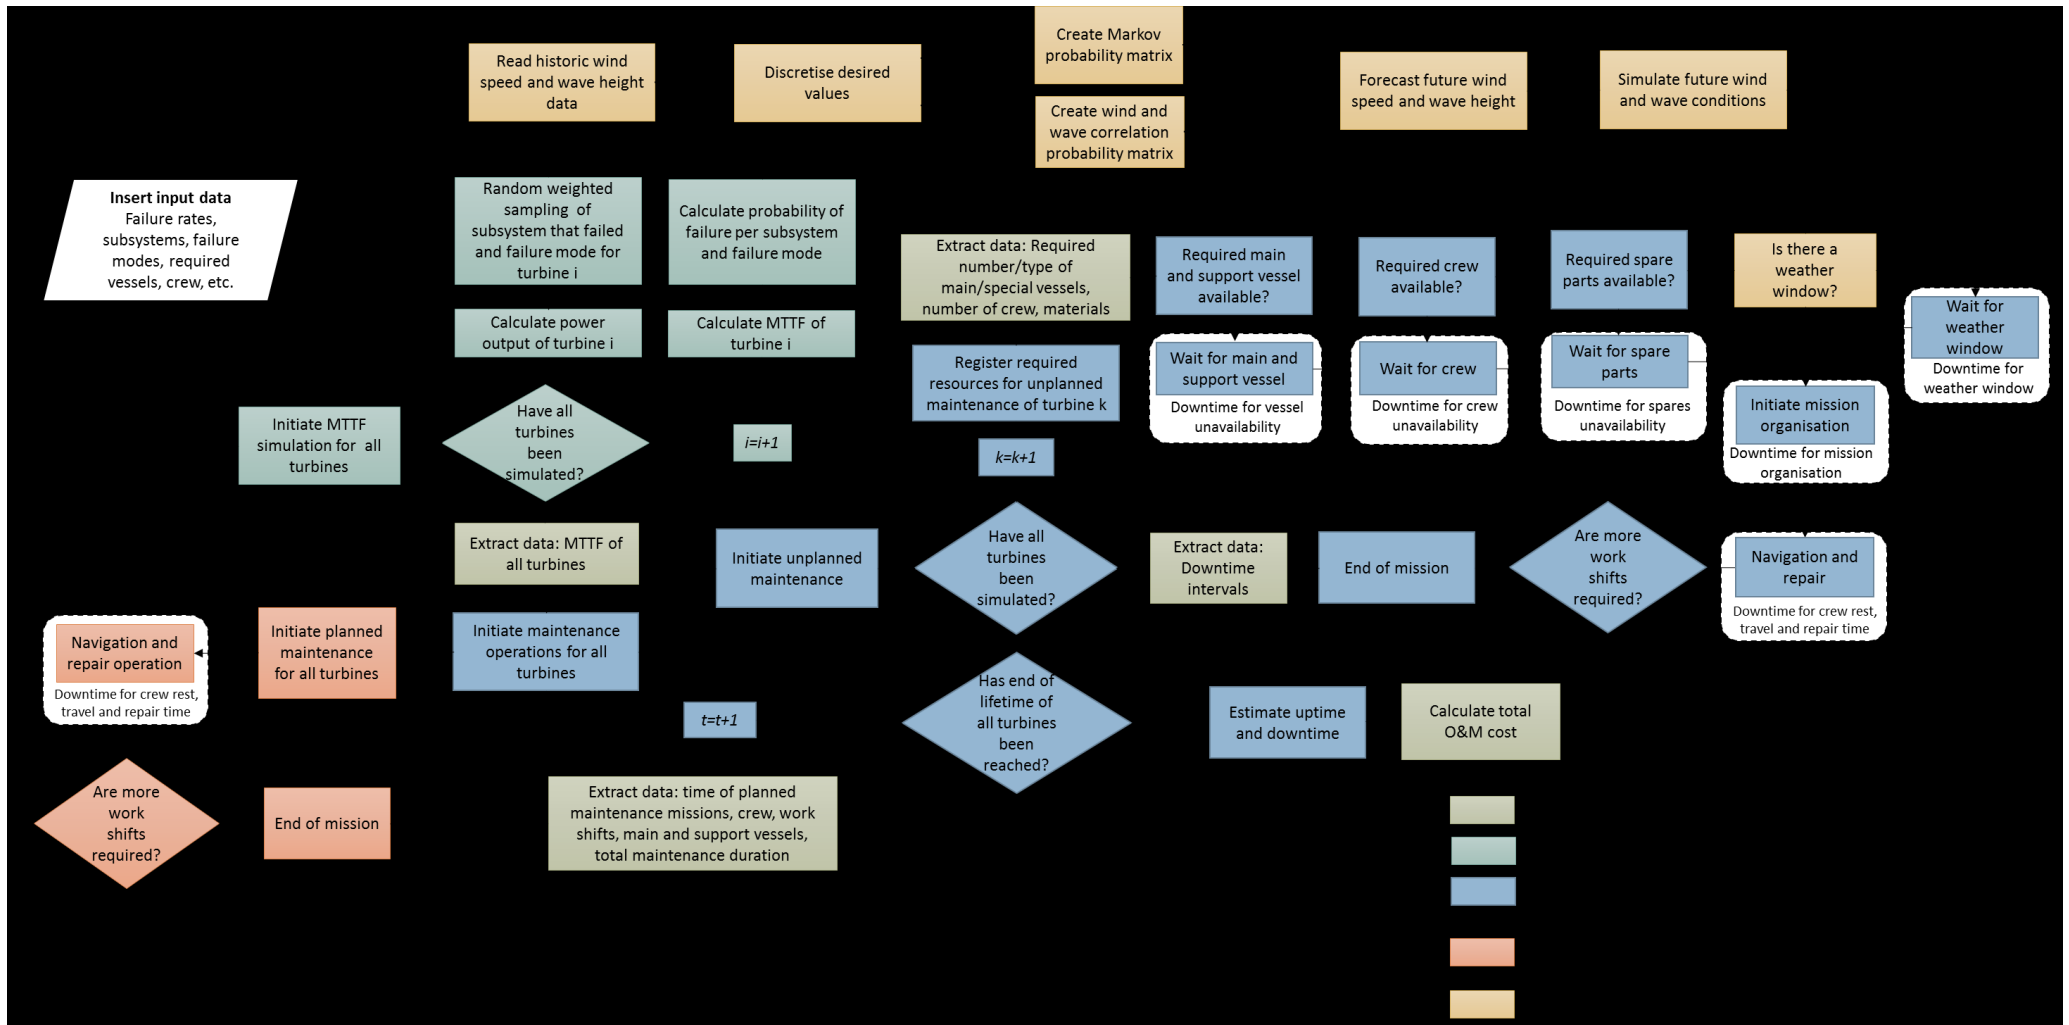 Create Markov
probability matrix
Read historic wind
speed and wave height
data
Discretise desired
values
Forecast future wind
speed and wave height
Simulate future wind
and wave conditions
Create wind and
wave correlation
probability matrix
Insert input data
Failure rates,
subsystems, failure
modes, required
vessels, crew, etc.
Random weighted
sampling of
subsystem that failed
and failure mode for
turbine i
Calculate probability of
failure per subsystem
and failure mode
Extract data: Required
number/type of
main/special vessels,
number of crew, materials
Required main
and support vessel
available?
Required crew
available?
Required spare
parts available?
Is there a
weather
window?
Wait for
weather
window
Downtime for
weather window
Calculate power
output of turbine i
Calculate MTTF of
turbine i
Register required
resources for unplanned
maintenance of turbine k
Wait for main and
support vessel
Downtime for vessel
unavailability
Wait for crew
Downtime for crew
unavailability
Wait for spare
parts
Downtime for spares
unavailability
Initiate mission
organisation
Downtime for mission
organisation
Initiate MTTF
simulation for all
turbines
Have all
turbines
been
simulated?
i=i+1
k=k+1
Extract data: MTTF of
all turbines
Initiate unplanned
maintenance
Have all
turbines
been
simulated?
Extract data:
Downtime
intervals
End of mission
Are more
work
shifts
required?
Navigation and
repair
Downtime for crew rest,
travel and repair time
Navigation and
repair operation
Downtime for crew rest,
travel and repair time
Initiate planned
maintenance
for all turbines
Initiate maintenance
operations for all
turbines
t=t+1
Has end of
lifetime of
all turbines
been
reached?
Estimate uptime
and downtime
Calculate total
O&M cost
Are more
work
shifts
required?
End of mission
Extract data: time of planned
maintenance missions, crew, work
shifts, main and support vessels,
total maintenance duration